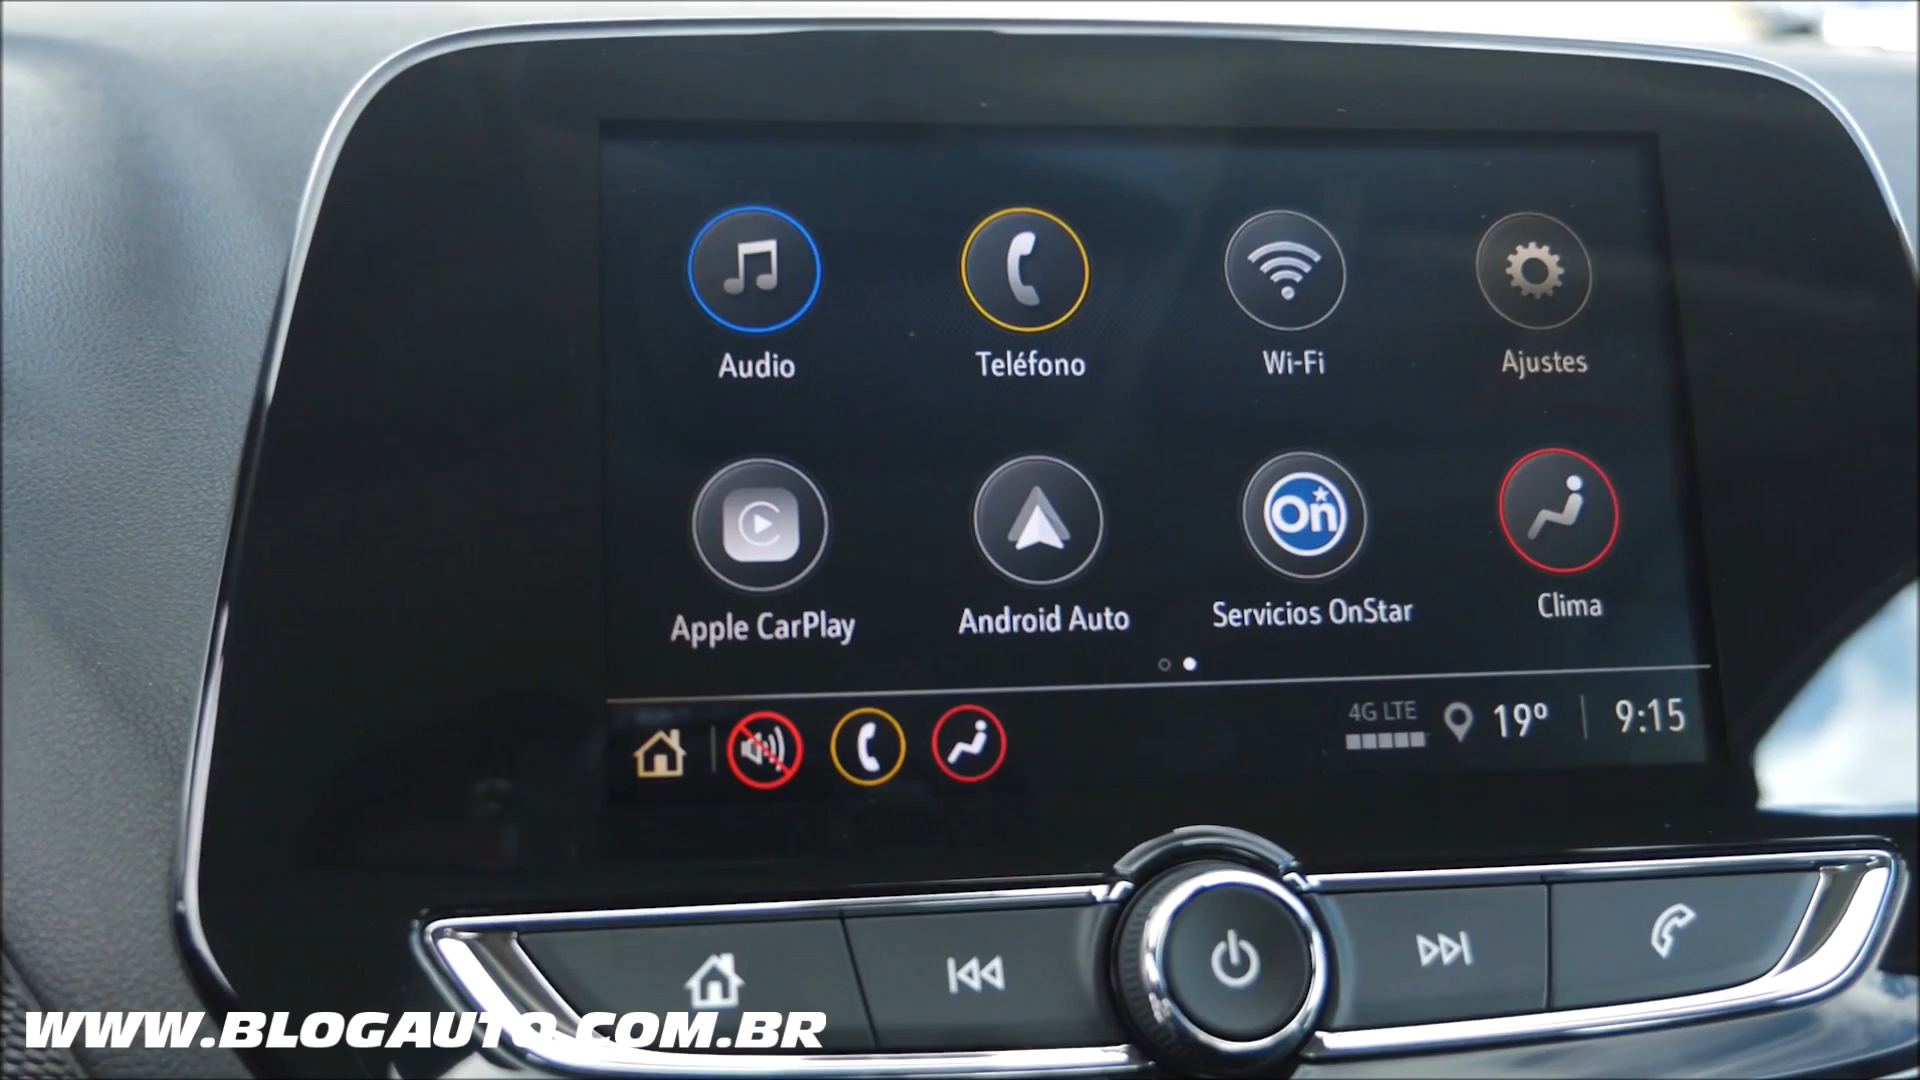 Audio
Teléfono
Wi-Fi
Ajustes
On
Apple CarPlay
Android Auto
Servicios OnStar
Clima
4G LTE
19º
9:15
WWW.BLOGAUTO.COM.BR